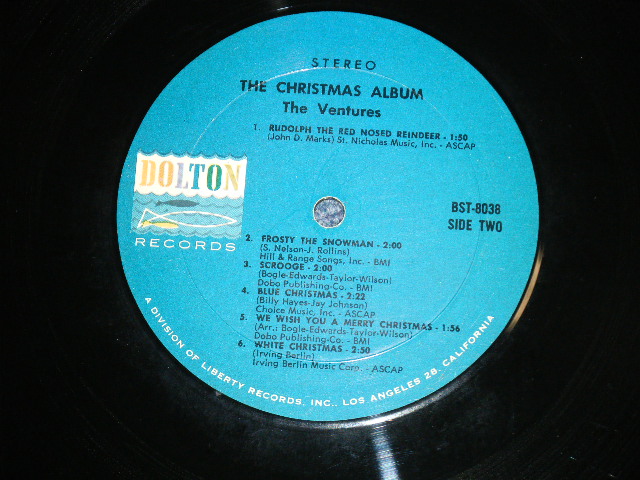 STEREO
THE CHRISTMAS ALBUM
The Ventures
1. RUDOLPH THE RED NOSED REINDEER - 1:50
(John D. Marks) St. Nicholas Music, Inc. - ASCAP
DOLTON
RECORDS
BST-8038
SIDE TWO
2. FROSTY THE SNOWMAN - 2:00
(S. Nelson-J. Rollins)
Hill & Range Songs, Inc. - BMI
3. SCROOGE - 2:00
(Bogle-Edwards-Taylor-Wilson)
Dobo Publishing-Co. - BMI
4. BLUE CHRISTMAS - 2:22
(Billy Hayes-Jay Johnson)
Choice Music, Inc. - ASCAP
5. WE WISH YOU A MERRY CHRISTMAS - 1:56
(Arr.: Bogle-Edwards-Taylor-Wilson)
Dobo Publishing-Co. - BMI
6. WHITE CHRISTMAS - 2:50
(Irving Berlin)
Irving Berlin Music Corp. - ASCAP
A DIVISION OF LIBERTY RECORDS, INC., LOS ANGELES 28, CALIFORNIA